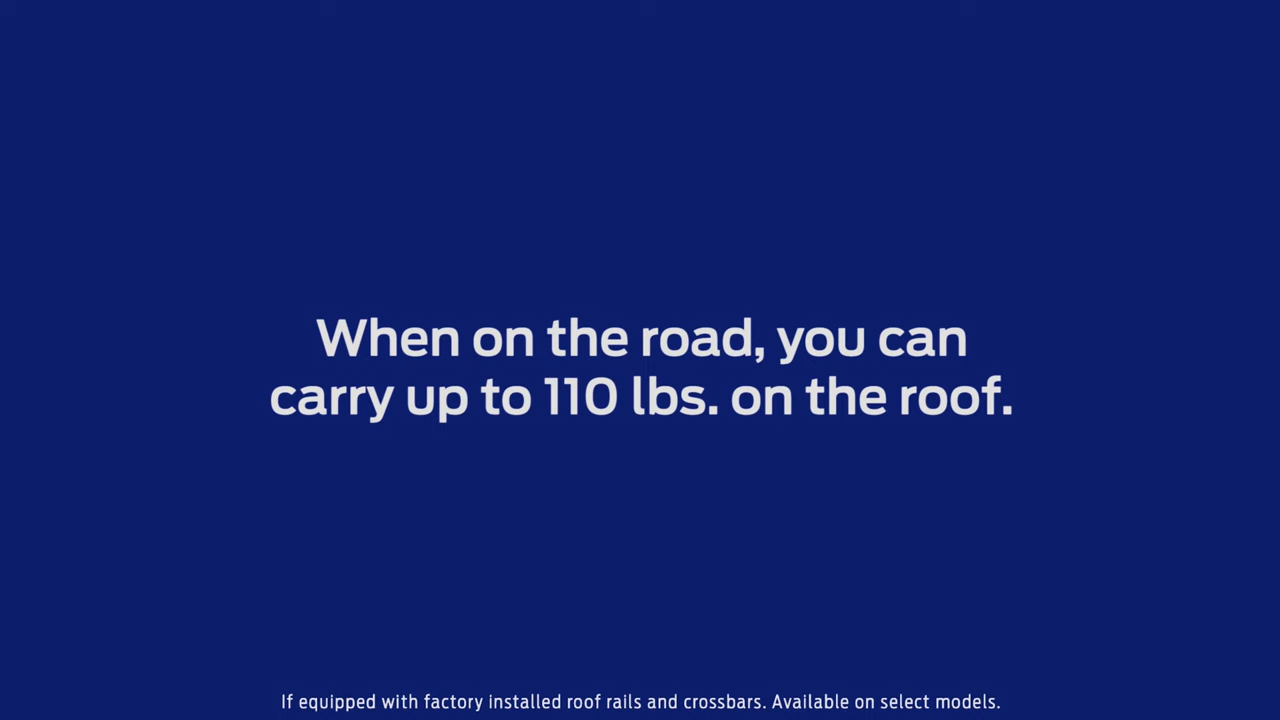 When on the road, you can
carry up to 110 lbs. on the roof.
If equipped with factory installed roof rails and crossbars. Available on select models.